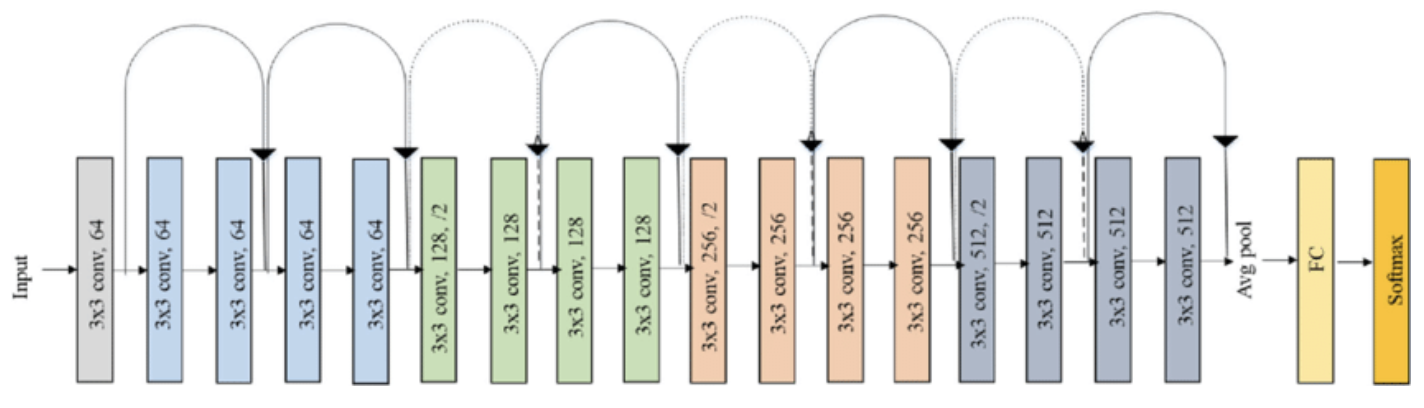 Input
3x3 conv, 64
3x3 conv, 64
3x3 conv, 64
3x3 conv, 64
3x3 conv, 64
3x3 conv, 128, /2
3x3 conv, 128
3x3 conv, 128
3x3 conv, 128
3x3 conv, 256, /2
3x3 conv, 256
3x3 conv, 256
3x3 conv, 256
3x3 conv, 512, /2
3x3 conv, 512
3x3 conv, 512
3x3 conv, 512
Avg pool
FC
Softmax